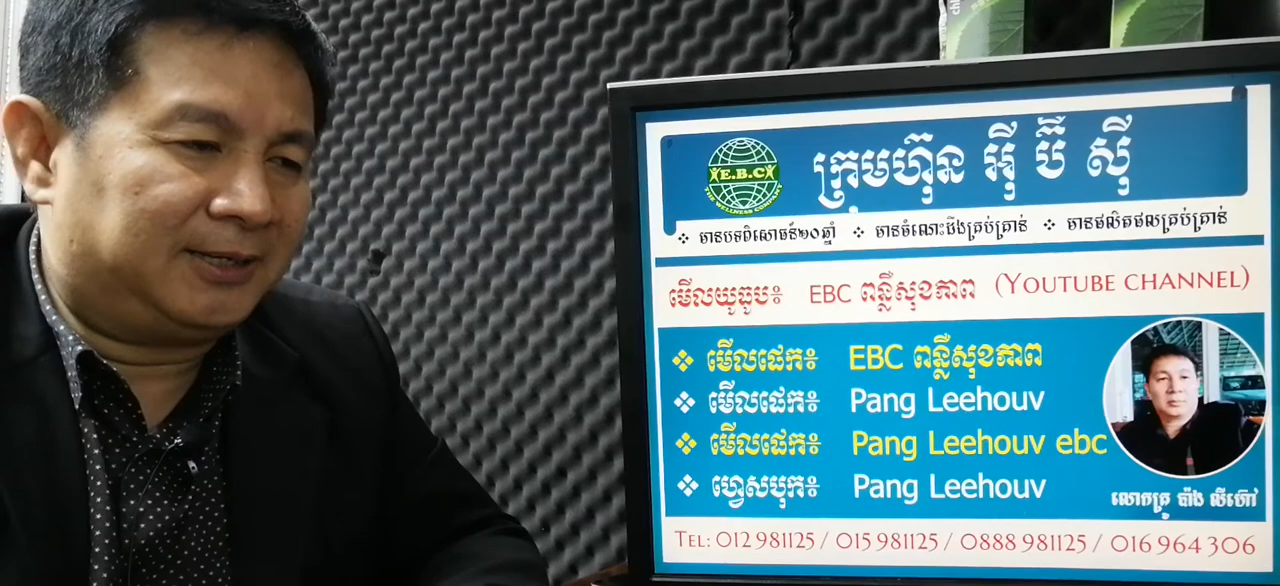 ក្រុមហ៊ុន អ៊ី ប៊ី ស៊ី
E.B.C
THE WELLNESS COMPANY
❖ មានបទពិសោធន៍២០ឆ្នាំ ❖ មានចំណេះដឹងគ្រប់គ្រាន់ ❖ មានផលិតផលគ្រប់គ្រាន់
មើលយូធូប៖ EBC ពន្លឺសុខភាព (YOUTUBE CHANNEL)
❖ មើលផេក៖ EBC ពន្លឺសុខភាព
❖ មើលផេក៖ Pang Leehouv
❖ មើលផេក៖ Pang Leehouv ebc
❖ ហ្វេសបុក៖ Pang Leehouv
លោកគ្រូ ប៉ាង លីហ៊ៅ
TEL: 012 981125 / 015 981125 / 0888 981125 / 016 964 306